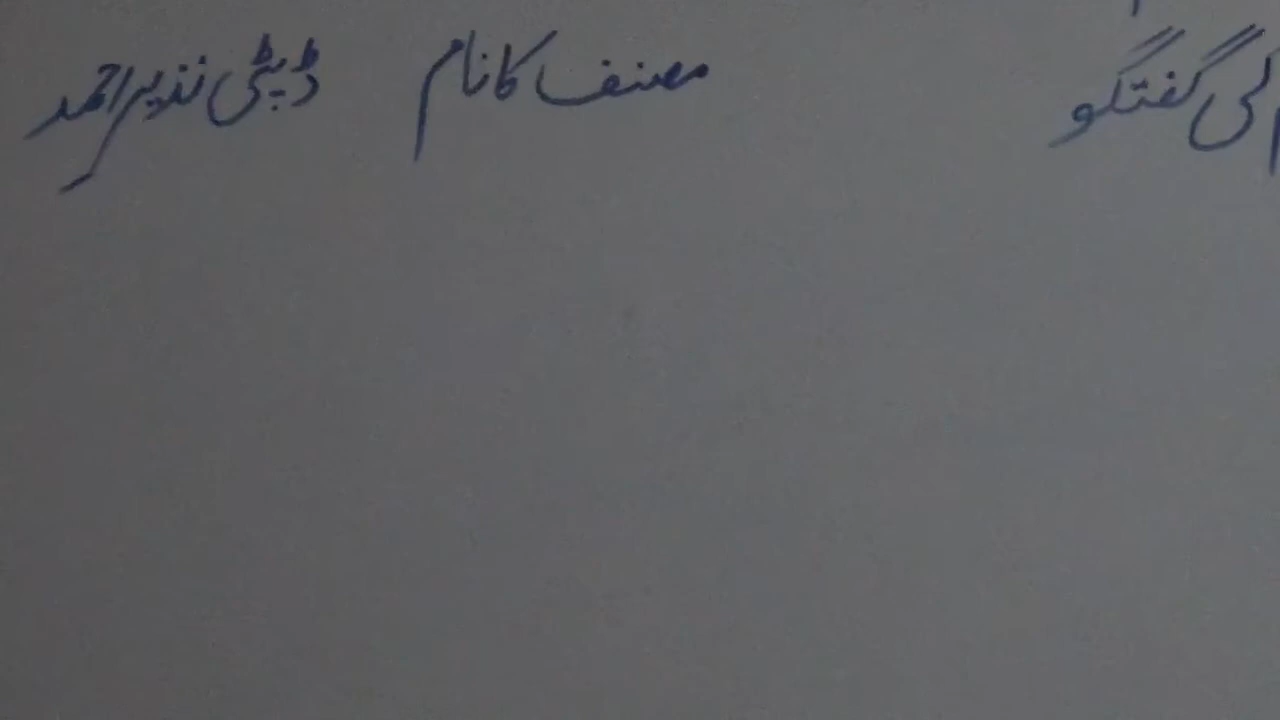 کی گفتگو مصنف کا نام ڈپٹی نذیر احمد